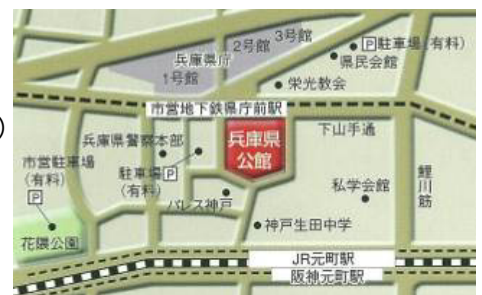 3号館
2号館
P駐車場(有料)
兵庫県庁
県民会館
1号館
栄光教会
市営地下鉄県庁前駅
)
兵庫県警察本部
兵庫県
公館
下山手通
市営駐車場
(有料)
P
駐車場P
(有料)
パレス神戸
私学会館
鯉川筋
花隈公園
神戸生田中学
JR元町駅
阪神元町駅